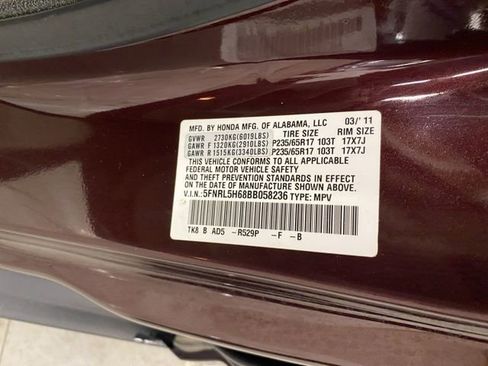 MFD. BY HONDA MFG. OF ALABAMA, LLC 03/'11
GVWR 2730KG(6019LBS) TIRE SIZE RIM SIZE
GAWR F 1320KG(2910LBS) P235/65R17 103T 17X7J
GAWR R 1515KG(3340LBS) P235/65R17 103T 17X7J
THIS VEHICLE CONFORMS TO ALL APPLICABLE
FEDERAL MOTOR VEHICLE SAFETY
AND THEFT PREVENTION STANDARDS IN EFFECT
ON THE DATE OF MANUFACTURE SHOWN ABOVE.
V.I.N.: 5FNRL5H68BB058236 TYPE: MPV
TK8 B AD5 -R529P -F -B